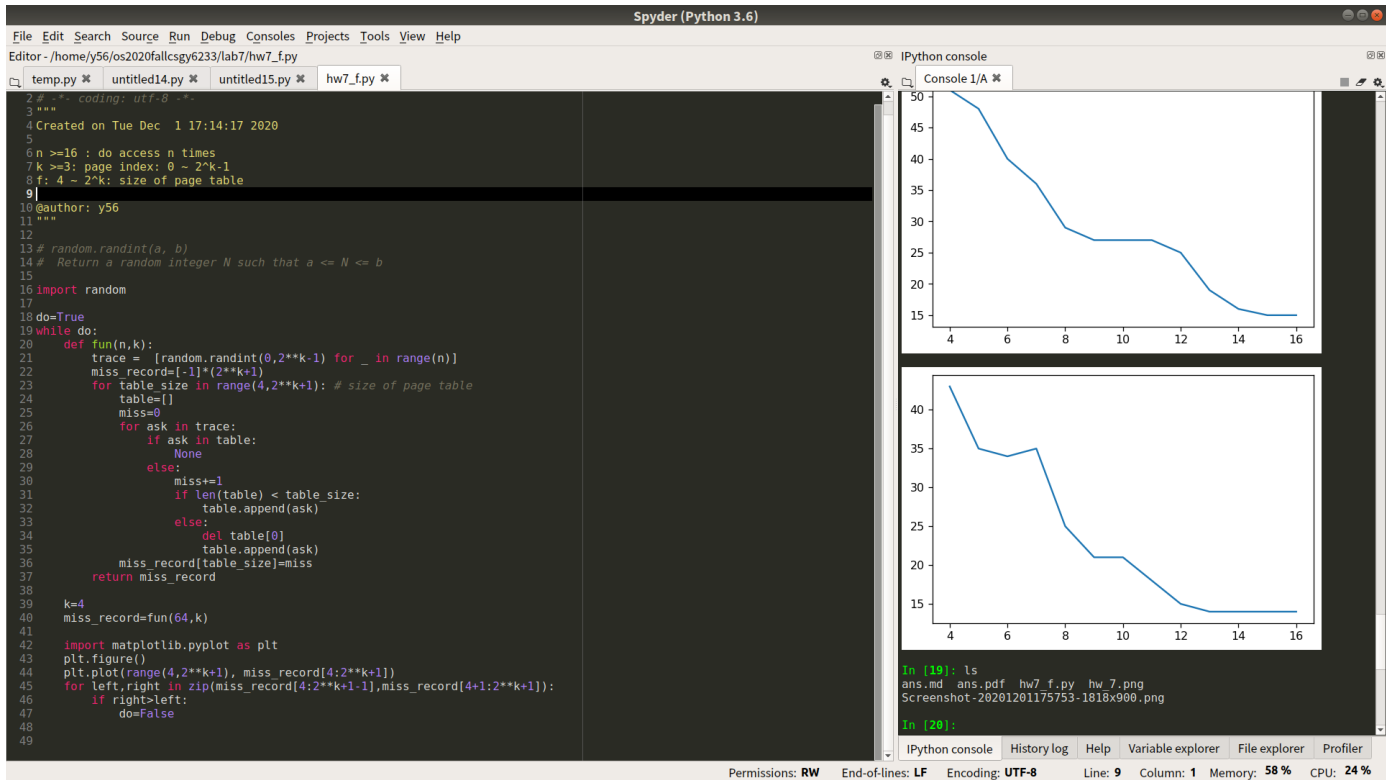 Spyder (Python 3.6)
File Edit Search Source Run Debug Consoles Projects Tools View Help
Editor - /home/y56/os2020fallcsgy6233/lab7/hw7_f.py
temp.py untitled14.py untitled15.py hw7_f.py
2 # -*- coding: utf-8 -*-
3 """
4 Created on Tue Dec  1 17:14:17 2020
5
6 n >=16 : do access n times
7 k >=3: page index: 0 ~ 2^k-1
8 f: 4 ~ 2^k: size of page table
9
10 @author: y56
11 """
12
13 # random.randint(a, b)
14 #  Return a random integer N such that a <= N <= b
15
16 import random
17
18 do=True
19 while do:
20     def fun(n,k):
21         trace =  [random.randint(0,2**k-1) for _ in range(n)]
22         miss_record=[-1]*(2**k+1)
23         for table_size in range(4,2**k+1): # size of page table
24             table=[]
25             miss=0
26             for ask in trace:
27                 if ask in table:
28                     None
29                 else:
30                     miss+=1
31                     if len(table) < table_size:
32                         table.append(ask)
33                     else:
34                         del table[0]
35                         table.append(ask)
36             miss_record[table_size]=miss
37         return miss_record
38
39     k=4
40     miss_record=fun(64,k)
41
42     import matplotlib.pyplot as plt
43     plt.figure()
44     plt.plot(range(4,2**k+1), miss_record[4:2**k+1])
45     for left,right in zip(miss_record[4:2**k+1-1],miss_record[4+1:2**k+1]):
46         if right>left:
47             do=False
48
49
IPython console
Console 1/A
50
45
40
35
30
25
20
15
4 6 8 10 12 14 16
40
35
30
25
20
15
4 6 8 10 12 14 16
In [19]: ls
ans.md  ans.pdf  hw7_f.py  hw_7.png
Screenshot-20201201175753-1818x900.png
In [20]:
IPython console History log Help Variable explorer File explorer Profiler
Permissions: RW End-of-lines: LF Encoding: UTF-8 Line: 9 Column: 1 Memory: 58 % CPU: 24 %